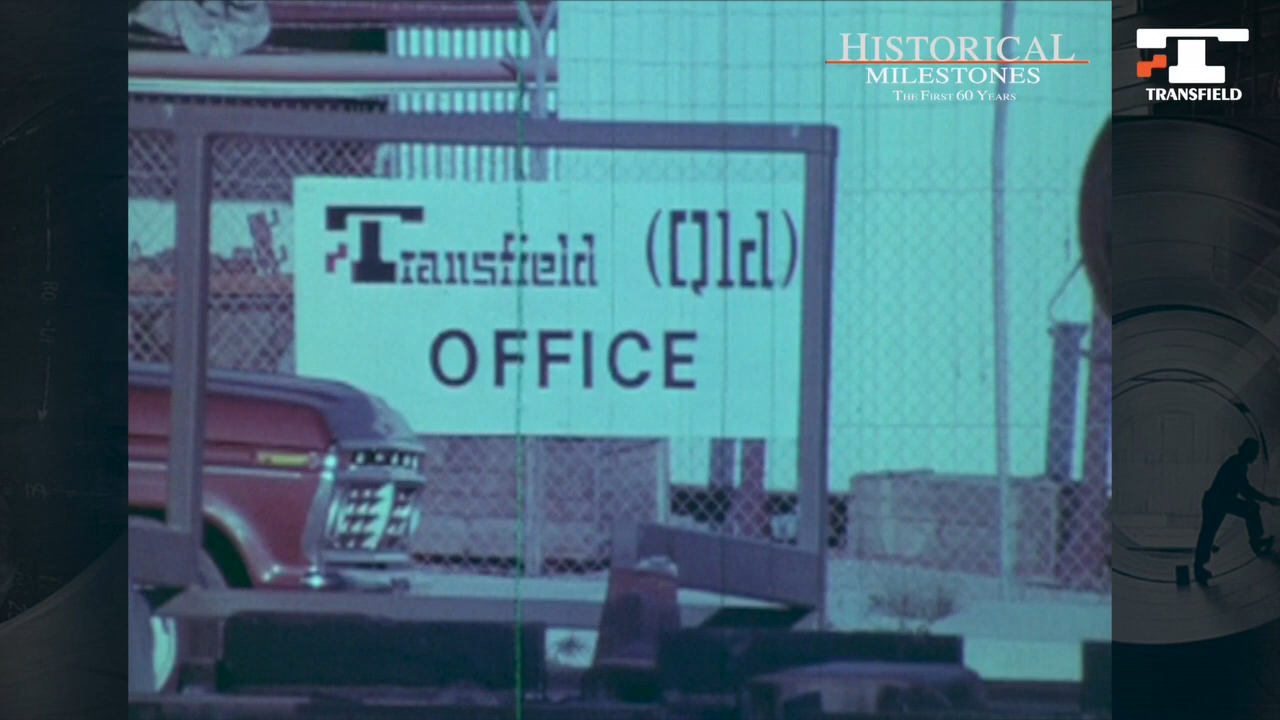 HISTORICAL
MILESTONES
THE FIRST 60 YEARS
TRANSFIELD
Transfield (Qld)
OFFICE